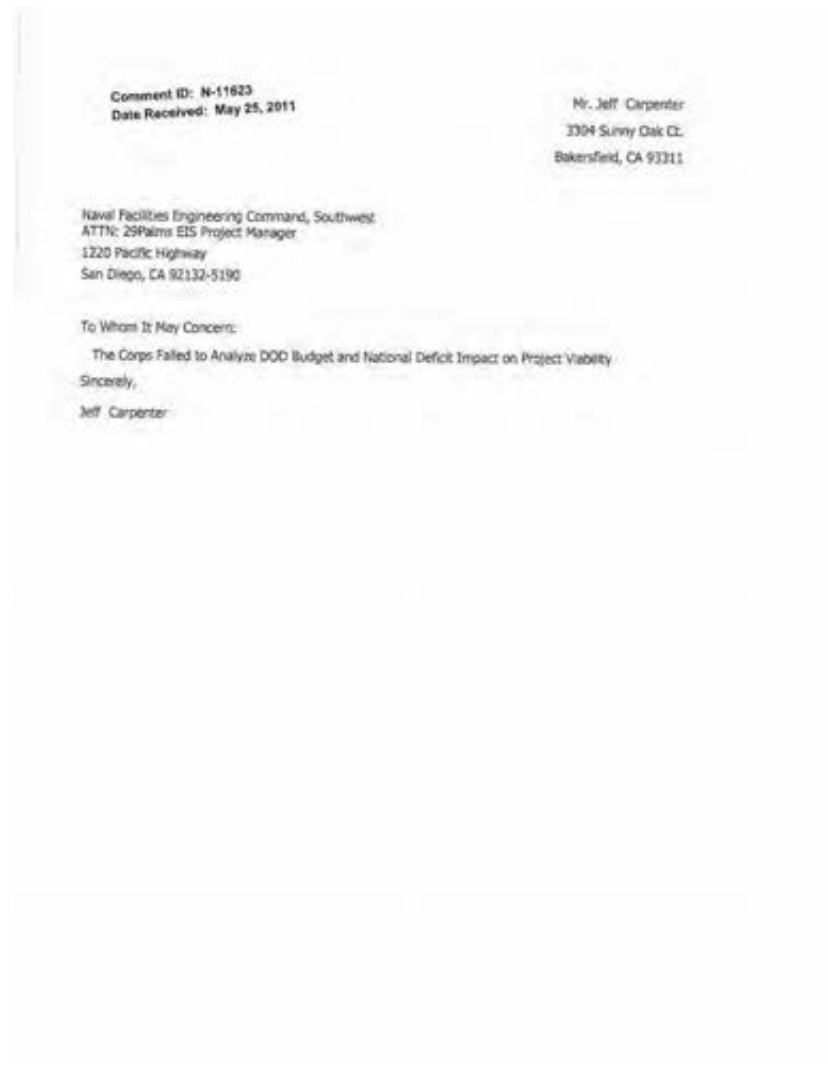 Comment ID: N-11623
Date Received: May 25, 2011
Mr. Jeff Carpenter
3304 Sunny Oak Ct.
Bakersfield, CA 93311
Naval Facilities Engineering Command, Southwest
ATTN: 29Palms EIS Project Manager
1220 Pacific Highway
San Diego, CA 92132-5190
To Whom It May Concern:
The Corps Failed to Analyze DOD Budget and National Deficit Impact on Project Viability
Sincerely,
Jeff Carpenter